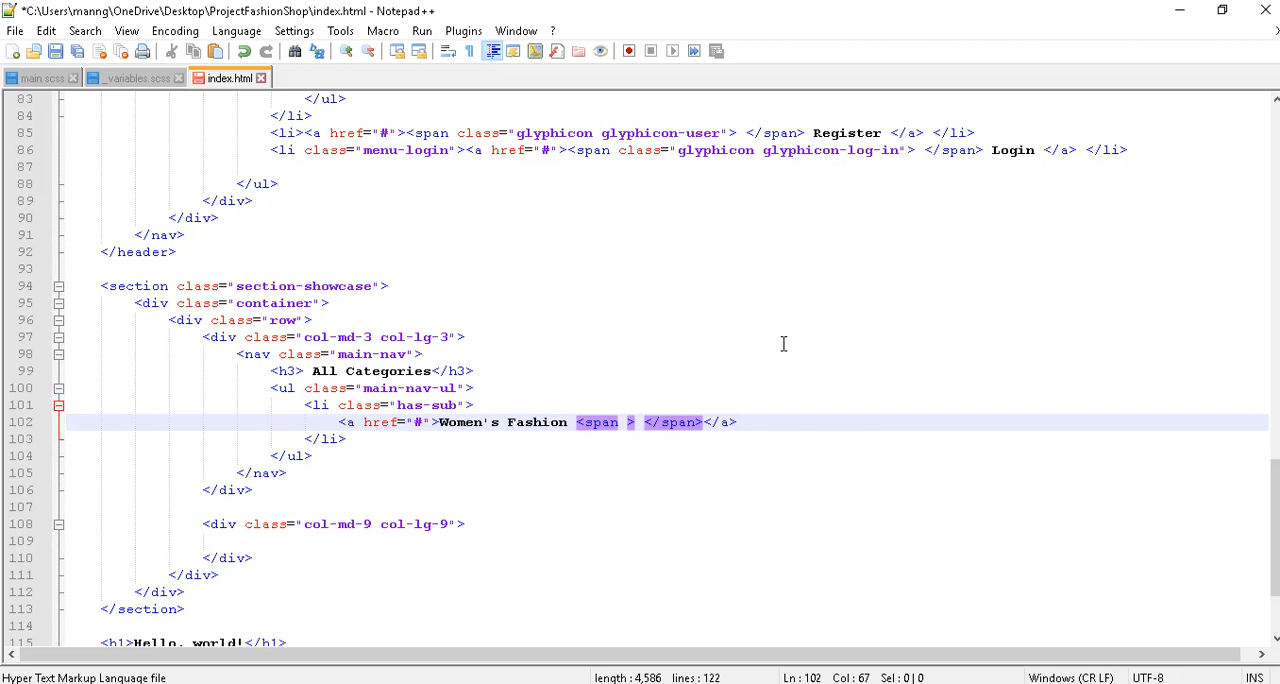 *C:\Users\manng\OneDrive\Desktop\ProjectFashionShop\index.html - Notepad++
File Edit Search View Encoding Language Settings Tools Macro Run Plugins Window ?
main.scss _variables.scss index.html
83 </ul>
84 </li>
85 <li><a href="#"><span class="glyphicon glyphicon-user"> </span> Register </a> </li>
86 <li class="menu-login"><a href="#"><span class="glyphicon glyphicon-log-in"> </span> Login </a> </li>
87
88 </ul>
89 </div>
90 </div>
91 </nav>
92 </header>
93
94 <section class="section-showcase">
95 <div class="container">
96 <div class="row">
97 <div class="col-md-3 col-lg-3">
98 <nav class="main-nav">
99 <h3> All Categories</h3>
100 <ul class="main-nav-ul">
101 <li class="has-sub">
102 <a href="#">Women's Fashion <span > </span></a>
103 </li>
104 </ul>
105 </nav>
106 </div>
107
108 <div class="col-md-9 col-lg-9">
109
110 </div>
111 </div>
112 </div>
113 </section>
114
115 <h1>Hello, world!</h1>
Hyper Text Markup Language file length : 4,586 lines : 122 Ln : 102 Col : 67 Sel : 0 | 0 Windows (CR LF) UTF-8 INS